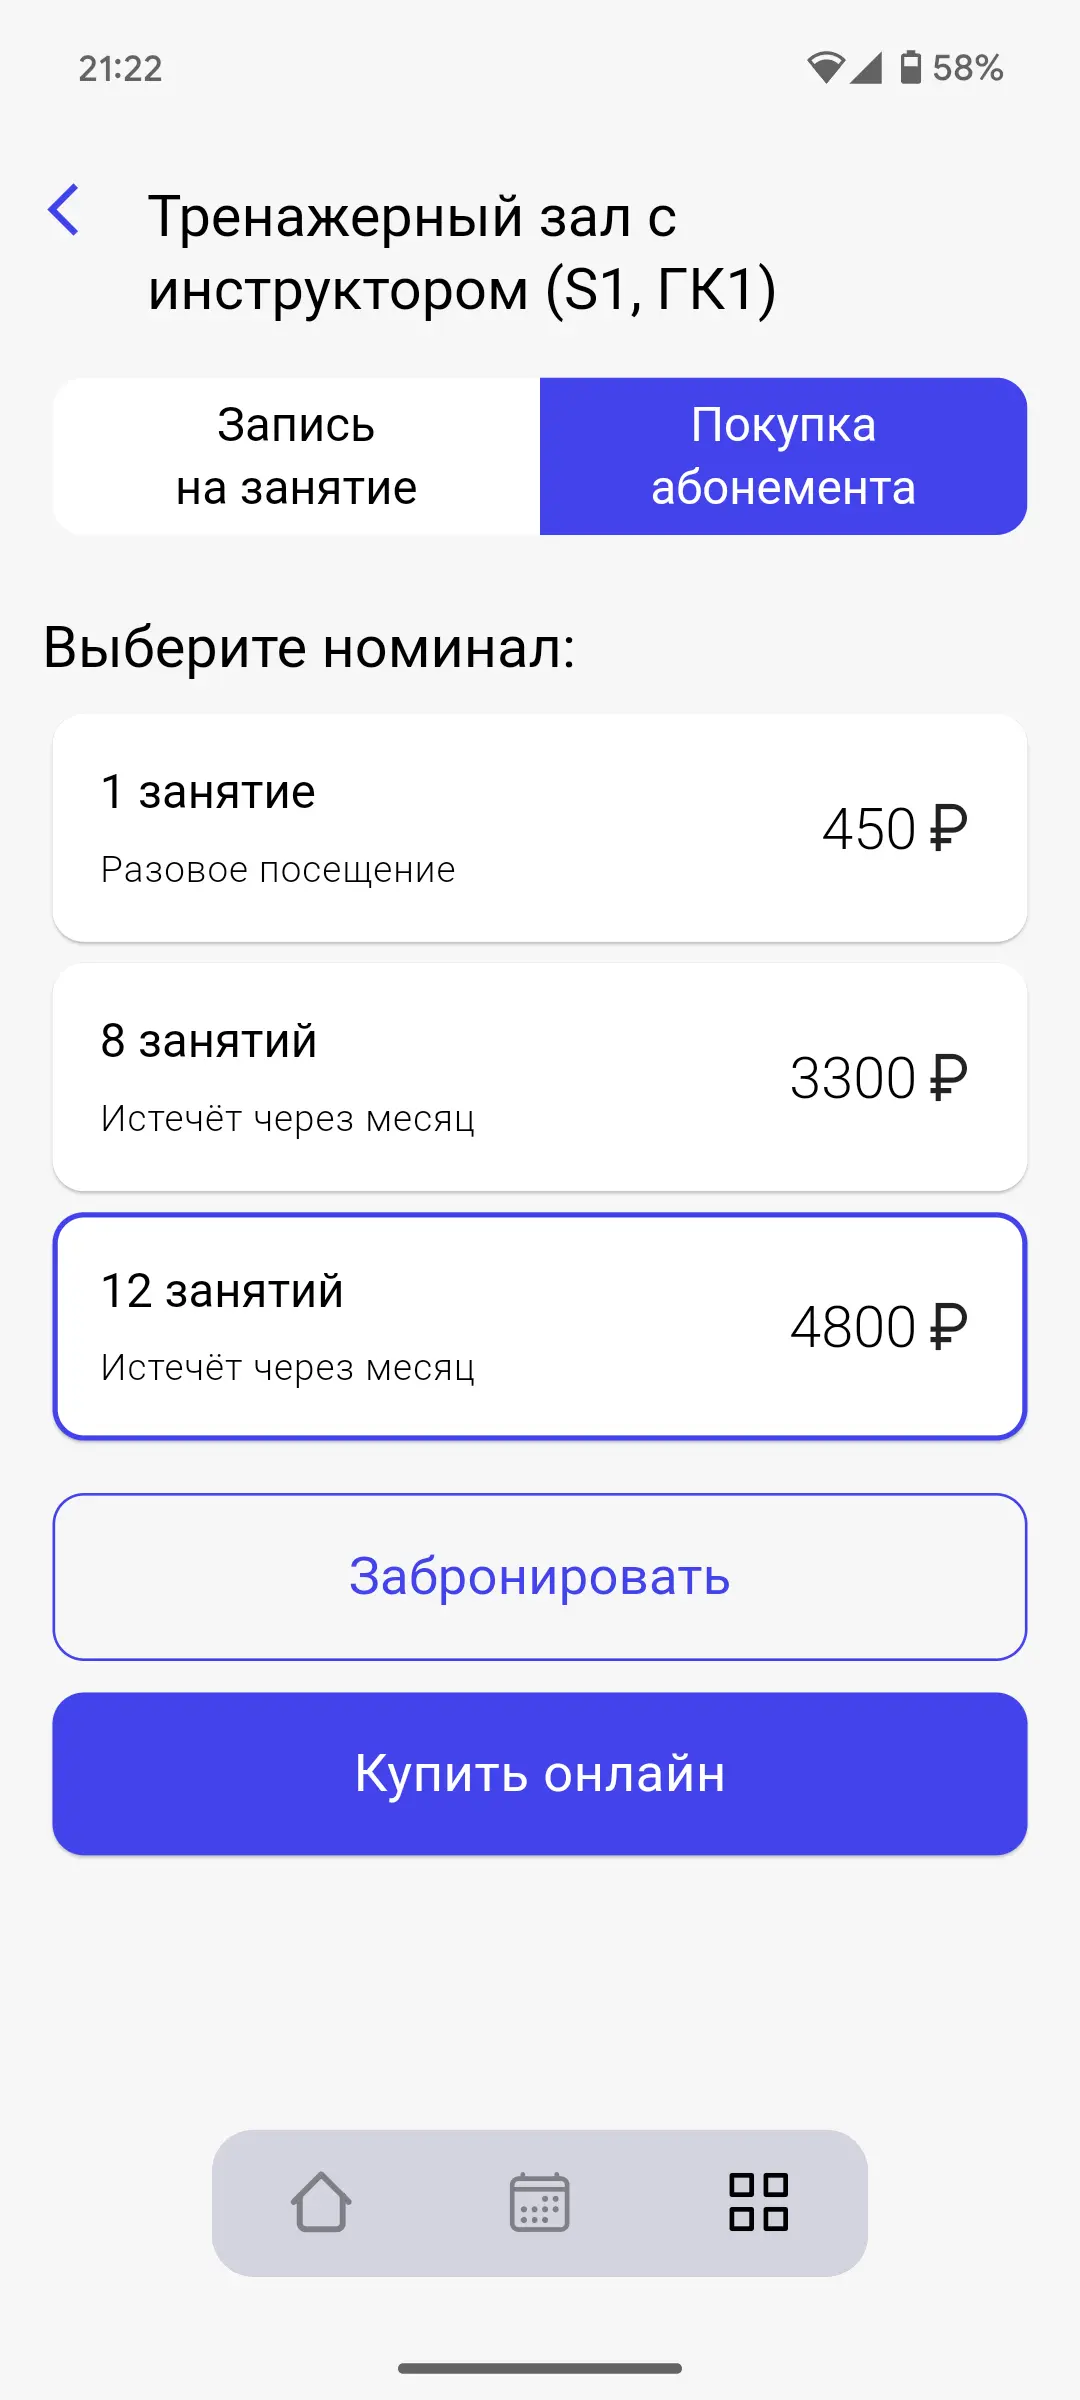 21:22
58%
Тренажерный зал с
инструктором (S1, ГК1)
Запись
на занятие
Покупка
абонемента
Выберите номинал:
1 занятие
Разовое посещение
450 ₽
8 занятий
Истечёт через месяц
3300 ₽
12 занятий
Истечёт через месяц
4800 ₽
Забронировать
Купить онлайн